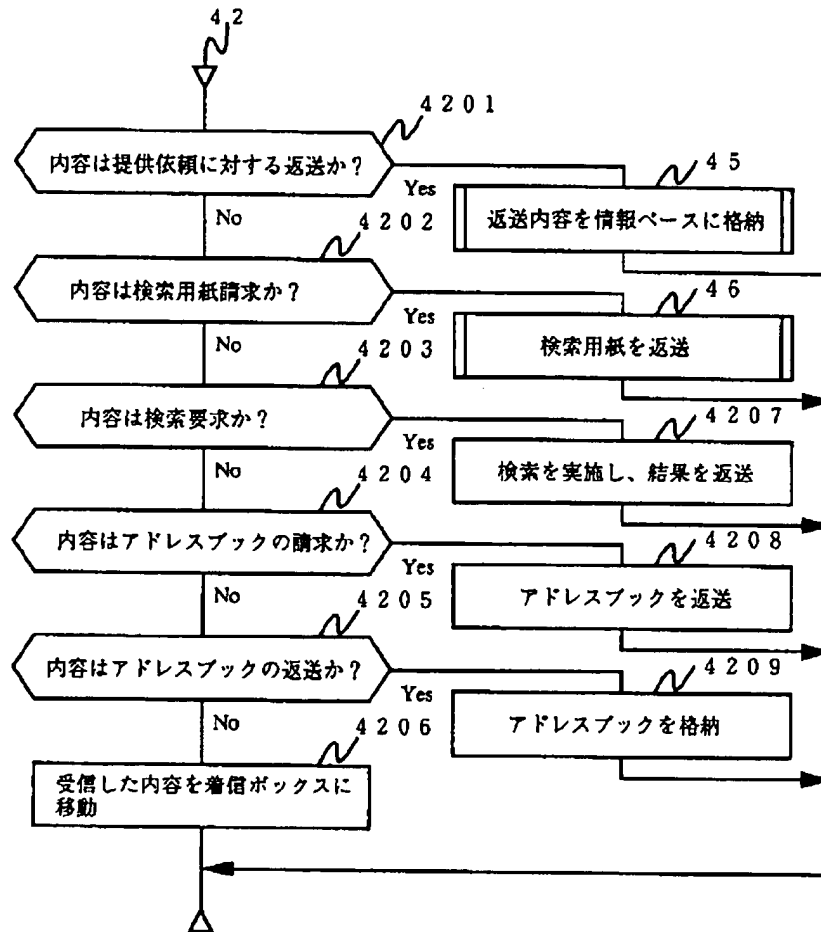 42
4201
内容は提供依頼に対する返送か？
Yes
45
返送内容を情報ベースに格納
No
4202
内容は検索用紙請求か？
Yes
46
検索用紙を返送
No
4203
内容は検索要求か？
Yes
4207
検索を実施し、結果を返送
No
4204
内容はアドレスブックの請求か？
Yes
4208
アドレスブックを返送
No
4205
内容はアドレスブックの返送か？
Yes
4209
アドレスブックを格納
No
4206
受信した内容を着信ボックスに
移動